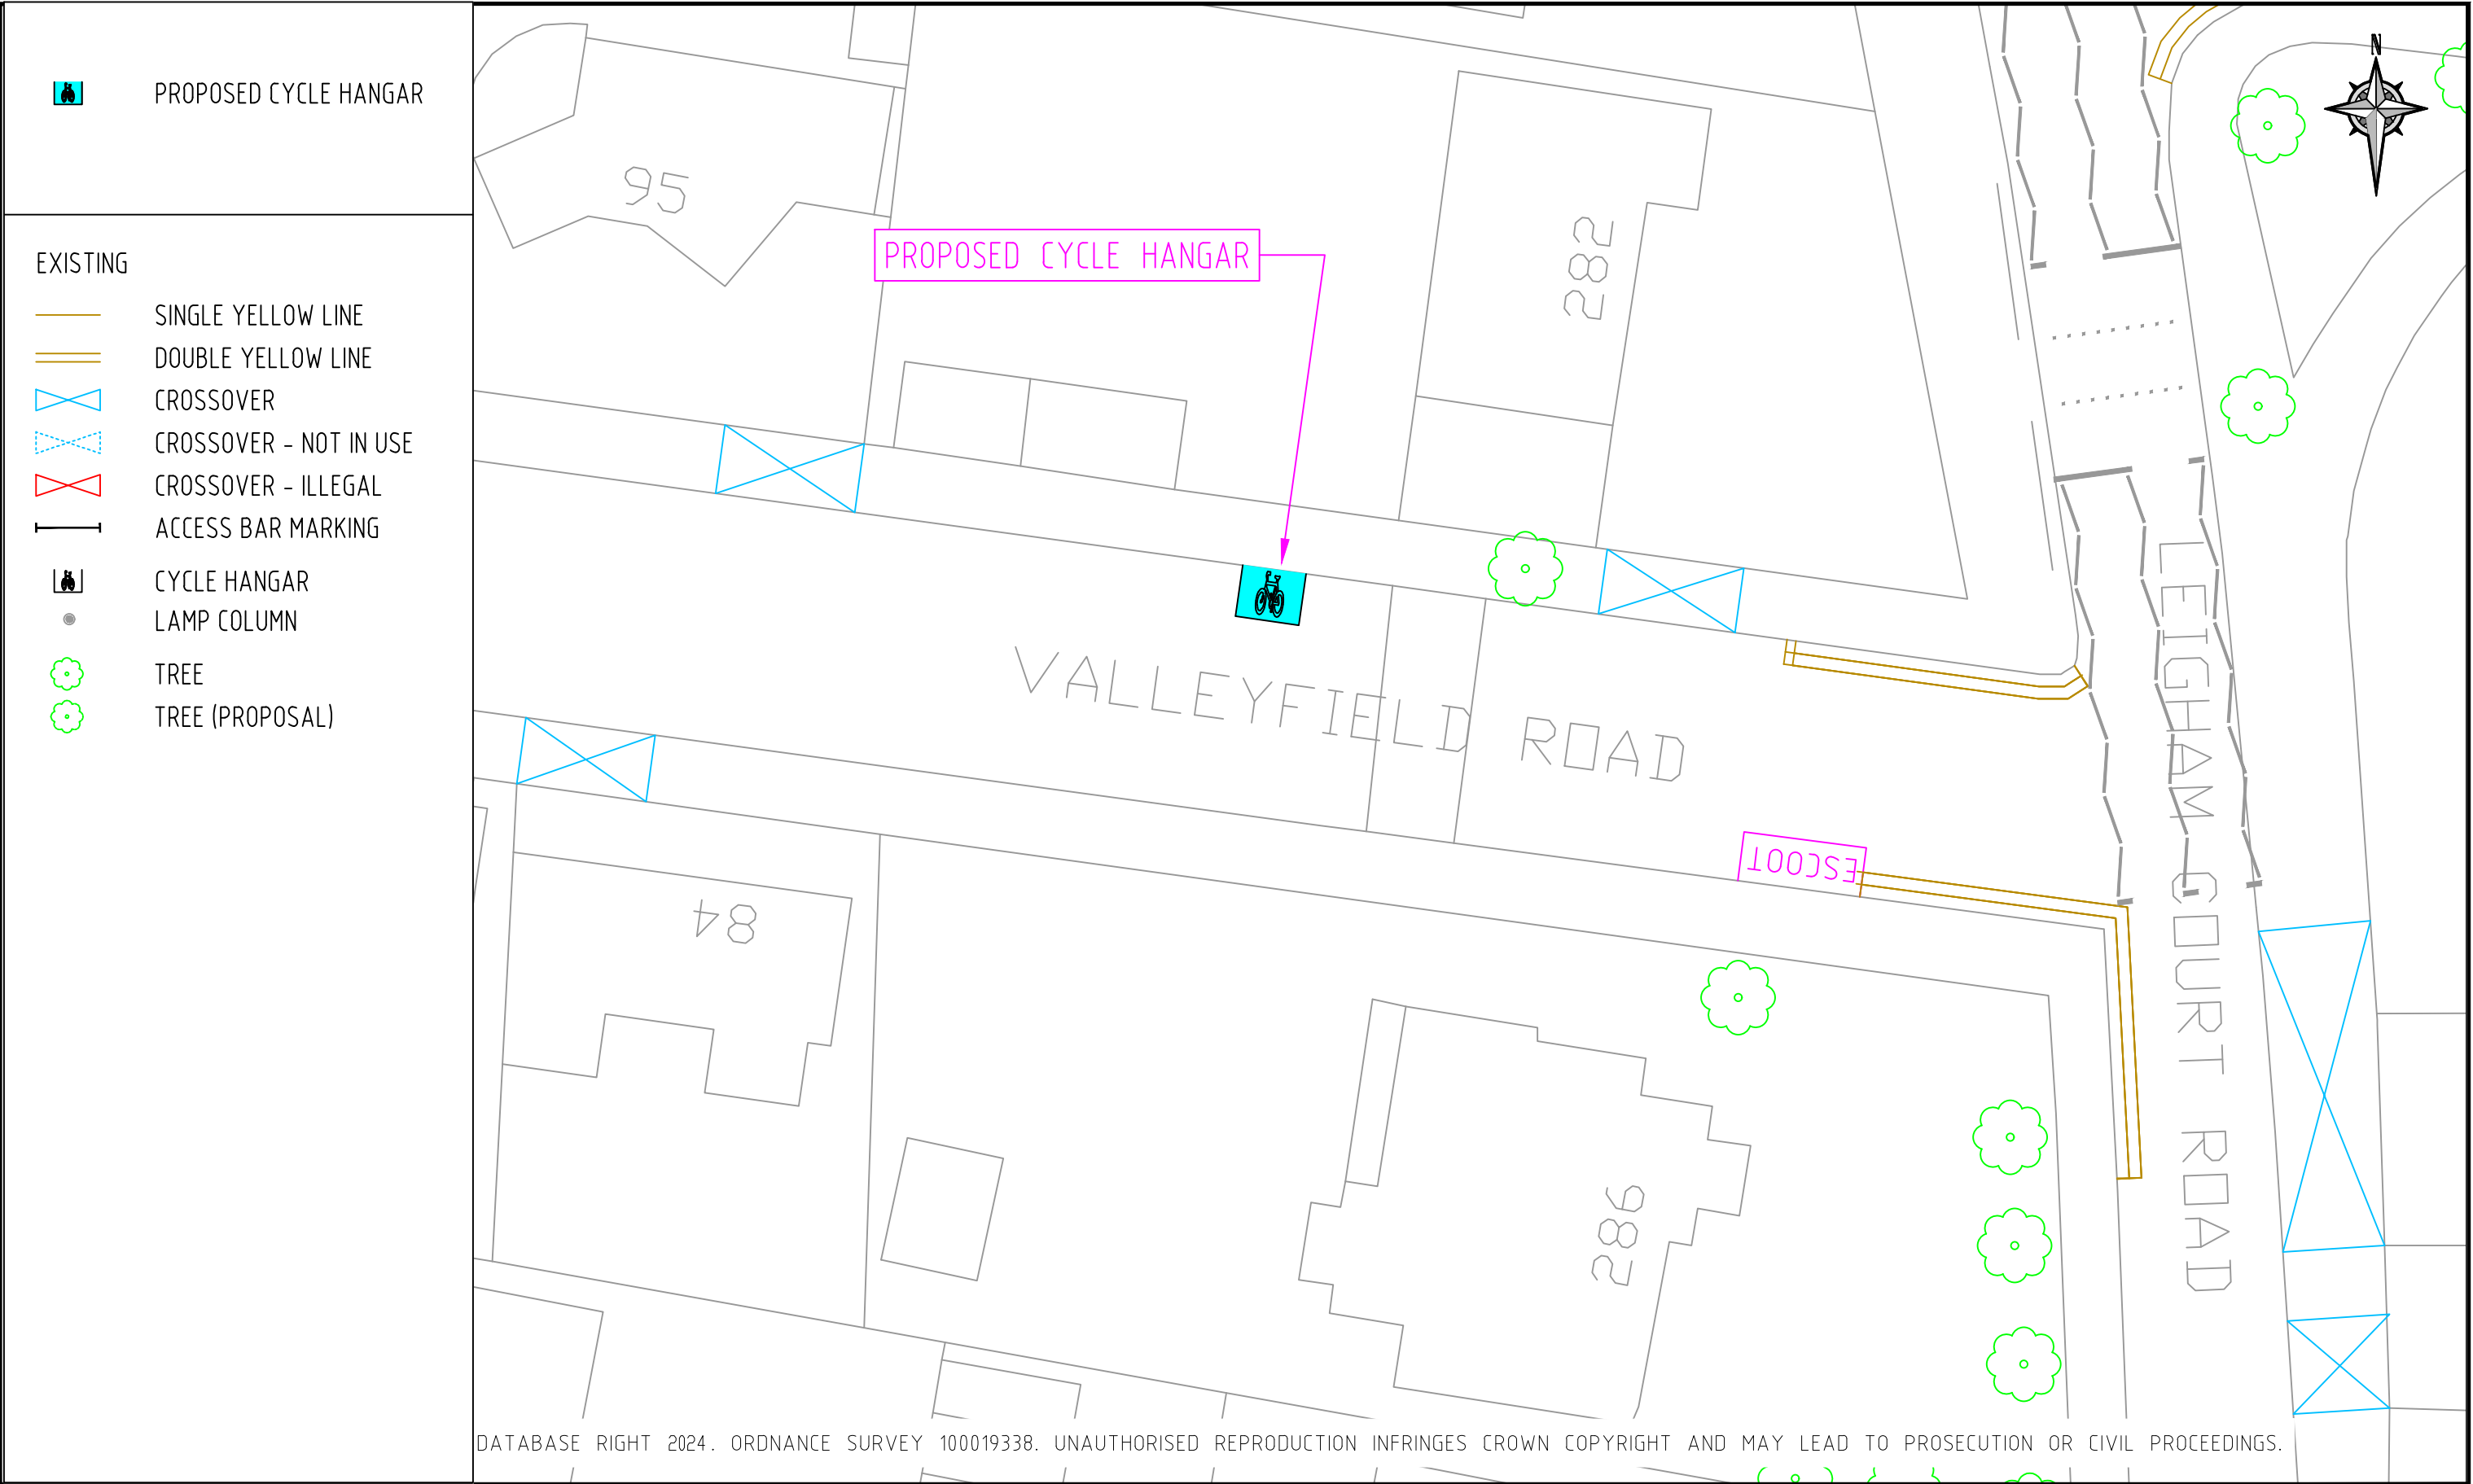 PROPOSED CYCLE HANGAR
EXISTING
SINGLE YELLOW LINE
DOUBLE YELLOW LINE
CROSSOVER
CROSSOVER - NOT IN USE
CROSSOVER - ILLEGAL
ACCESS BAR MARKING
CYCLE HANGAR
LAMP COLUMN
TREE
TREE (PROPOSAL)
N
95
282
PROPOSED CYCLE HANGAR
VALLEYFIELD ROAD
LEIGHAM COURT ROAD
ESCOOT
84
286
DATABASE RIGHT 2024. ORDNANCE SURVEY 100019338. UNAUTHORISED REPRODUCTION INFRINGES CROWN COPYRIGHT AND MAY LEAD TO PROSECUTION OR CIVIL PROCEEDINGS.